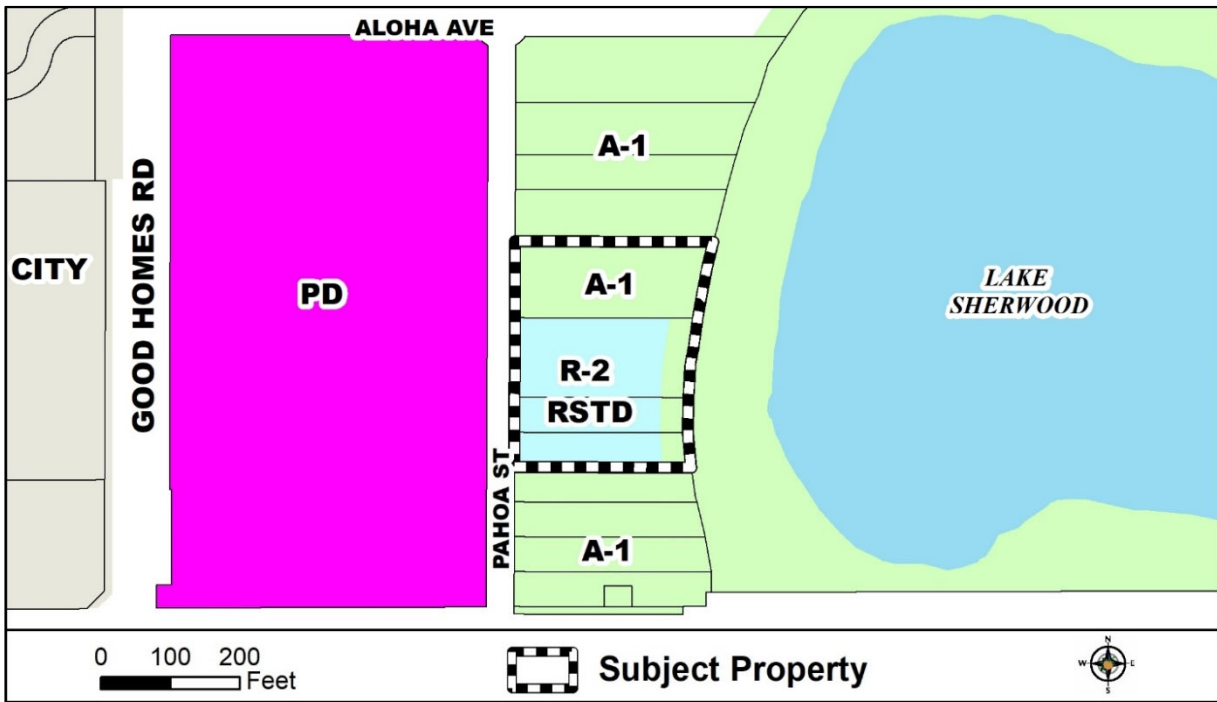 ALOHA AVE
A-1
CITY
GOOD HOMES RD
PD
A-1
LAKE
SHERWOOD
R-2
RSTD
PAHOA ST
A-1
0 100 200
Feet
Subject Property
N
W E
S